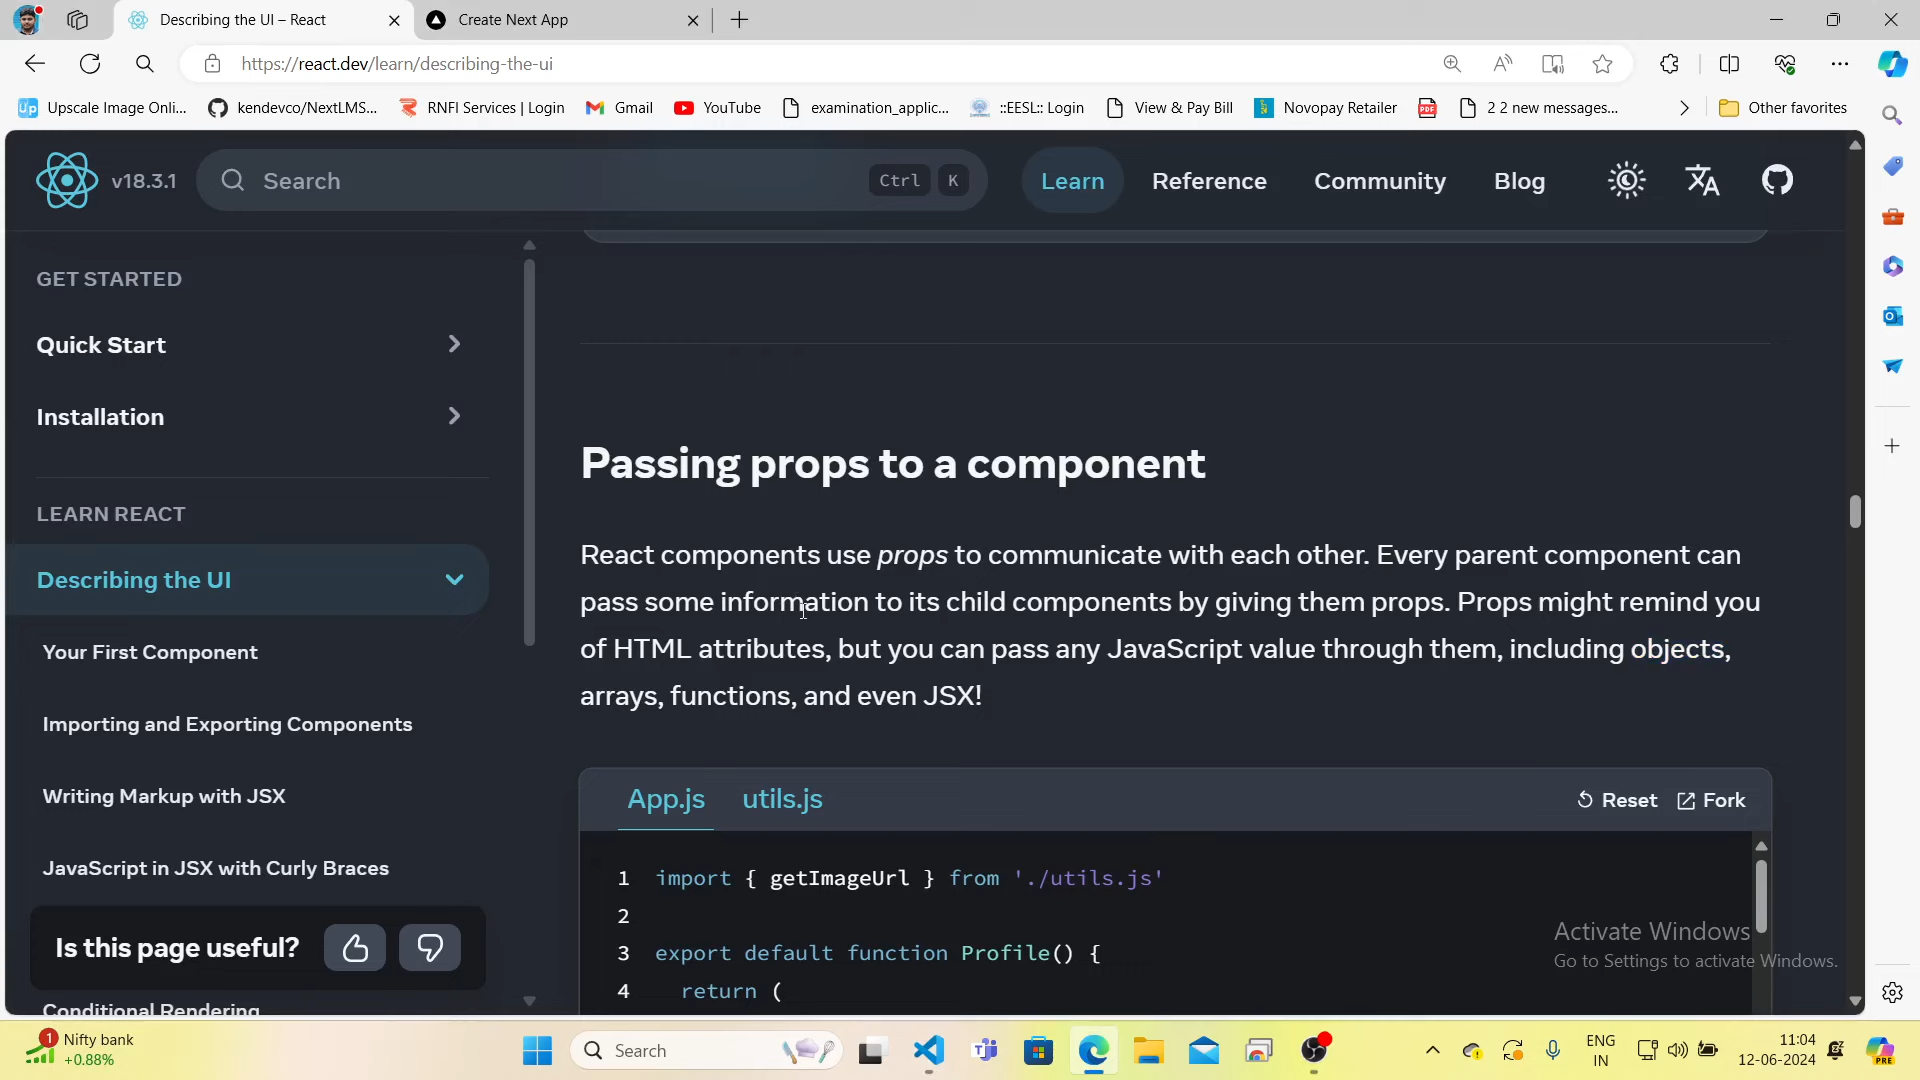 Describing the UI – React
Create Next App
https://react.dev/learn/describing-the-ui
Upscale Image Onli...
kendevco/NextLMS...
RNFI Services | Login
Gmail
YouTube
examination_applic...
::EESL:: Login
View & Pay Bill
Novopay Retailer
2 2 new messages...
Other favorites
v18.3.1
Search
Ctrl K
Learn
Reference
Community
Blog
GET STARTED
Quick Start
Installation
LEARN REACT
Describing the UI
Your First Component
Importing and Exporting Components
Writing Markup with JSX
JavaScript in JSX with Curly Braces
Is this page useful?
Conditional Rendering
Passing props to a component
React components use props to communicate with each other. Every parent component can
pass some information to its child components by giving them props. Props might remind you
of HTML attributes, but you can pass any JavaScript value through them, including objects,
arrays, functions, and even JSX!
App.js utils.js
Reset Fork
1 import { getImageUrl } from './utils.js'
2
3 export default function Profile() {
4 return (
Activate Windows
Go to Settings to activate Windows.
1
Nifty bank
+0.88%
Search
ENG
IN
11:04
12-06-2024
PRE